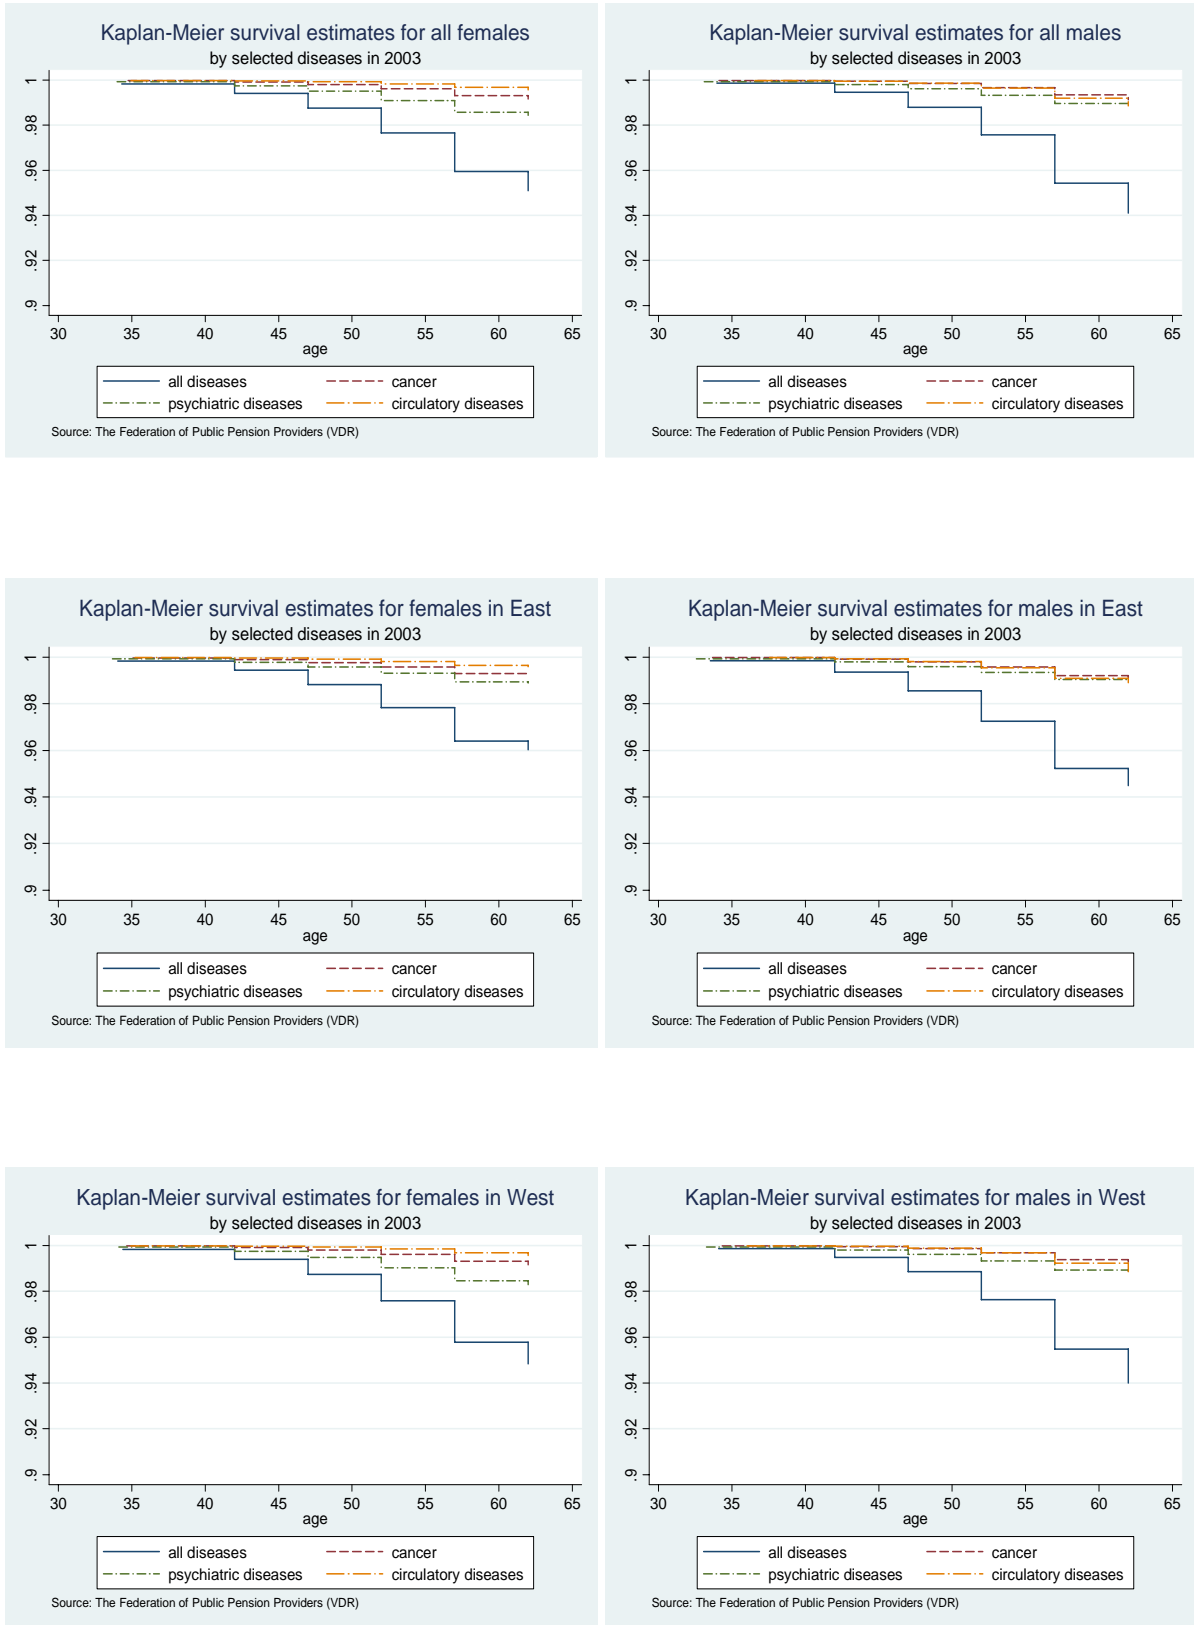 Kaplan-Meier survival estimates for all females
by selected diseases in 2003
1
.98
.96
.94
.92
.9
30 35 40 45 50 55 60 65
age
all diseases cancer
psychiatric diseases circulatory diseases
Source: The Federation of Public Pension Providers (VDR)
Kaplan-Meier survival estimates for all males
by selected diseases in 2003
1
.98
.96
.94
.92
.9
30 35 40 45 50 55 60 65
age
all diseases cancer
psychiatric diseases circulatory diseases
Source: The Federation of Public Pension Providers (VDR)
Kaplan-Meier survival estimates for females in East
by selected diseases in 2003
1
.98
.96
.94
.92
.9
30 35 40 45 50 55 60 65
age
all diseases cancer
psychiatric diseases circulatory diseases
Source: The Federation of Public Pension Providers (VDR)
Kaplan-Meier survival estimates for males in East
by selected diseases in 2003
1
.98
.96
.94
.92
.9
30 35 40 45 50 55 60 65
age
all diseases cancer
psychiatric diseases circulatory diseases
Source: The Federation of Public Pension Providers (VDR)
Kaplan-Meier survival estimates for females in West
by selected diseases in 2003
1
.98
.96
.94
.92
.9
30 35 40 45 50 55 60 65
age
all diseases cancer
psychiatric diseases circulatory diseases
Source: The Federation of Public Pension Providers (VDR)
Kaplan-Meier survival estimates for males in West
by selected diseases in 2003
1
.98
.96
.94
.92
.9
30 35 40 45 50 55 60 65
age
all diseases cancer
psychiatric diseases circulatory diseases
Source: The Federation of Public Pension Providers (VDR)